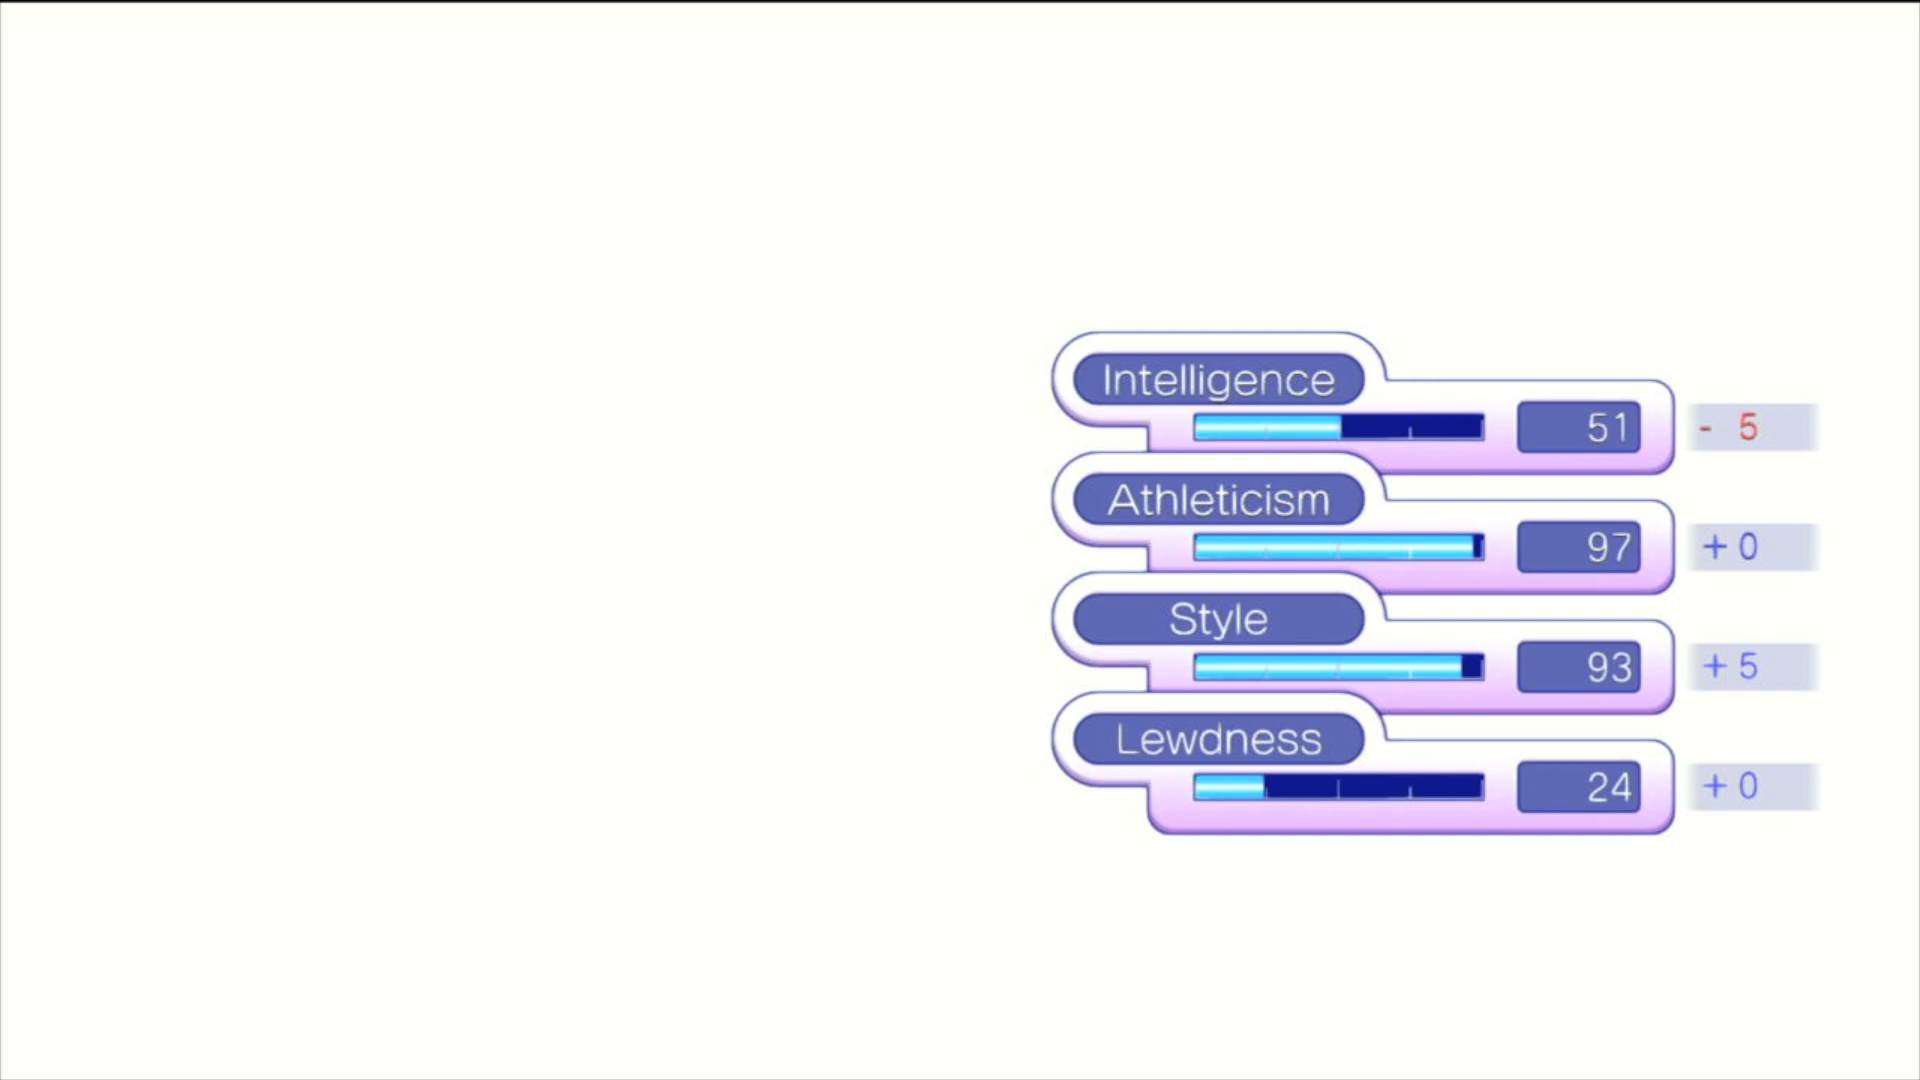 Intelligence
51 - 5
Athleticism
97 + 0
Style
93 + 5
Lewdness
24 + 0